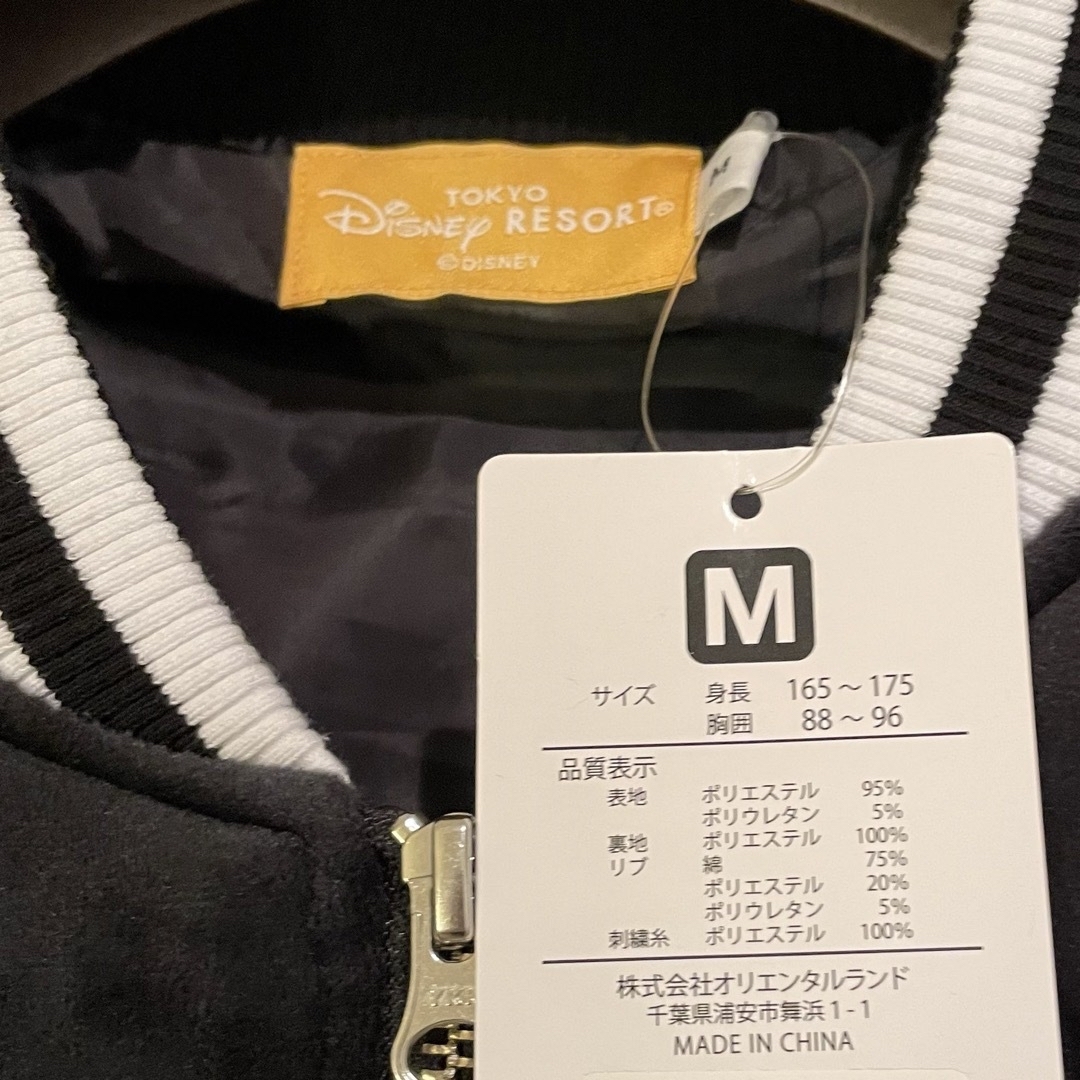 TOKYO
Disney RESORT®
©DISNEY
M
M
サイズ 身長 165～175
胸囲 88～96
品質表示
表地 ポリエステル 95%
ポリウレタン 5%
裏地 ポリエステル 100%
リブ 綿 75%
ポリエステル 20%
ポリウレタン 5%
刺繍糸 ポリエステル 100%
株式会社オリエンタルランド
千葉県浦安市舞浜1-1
MADE IN CHINA